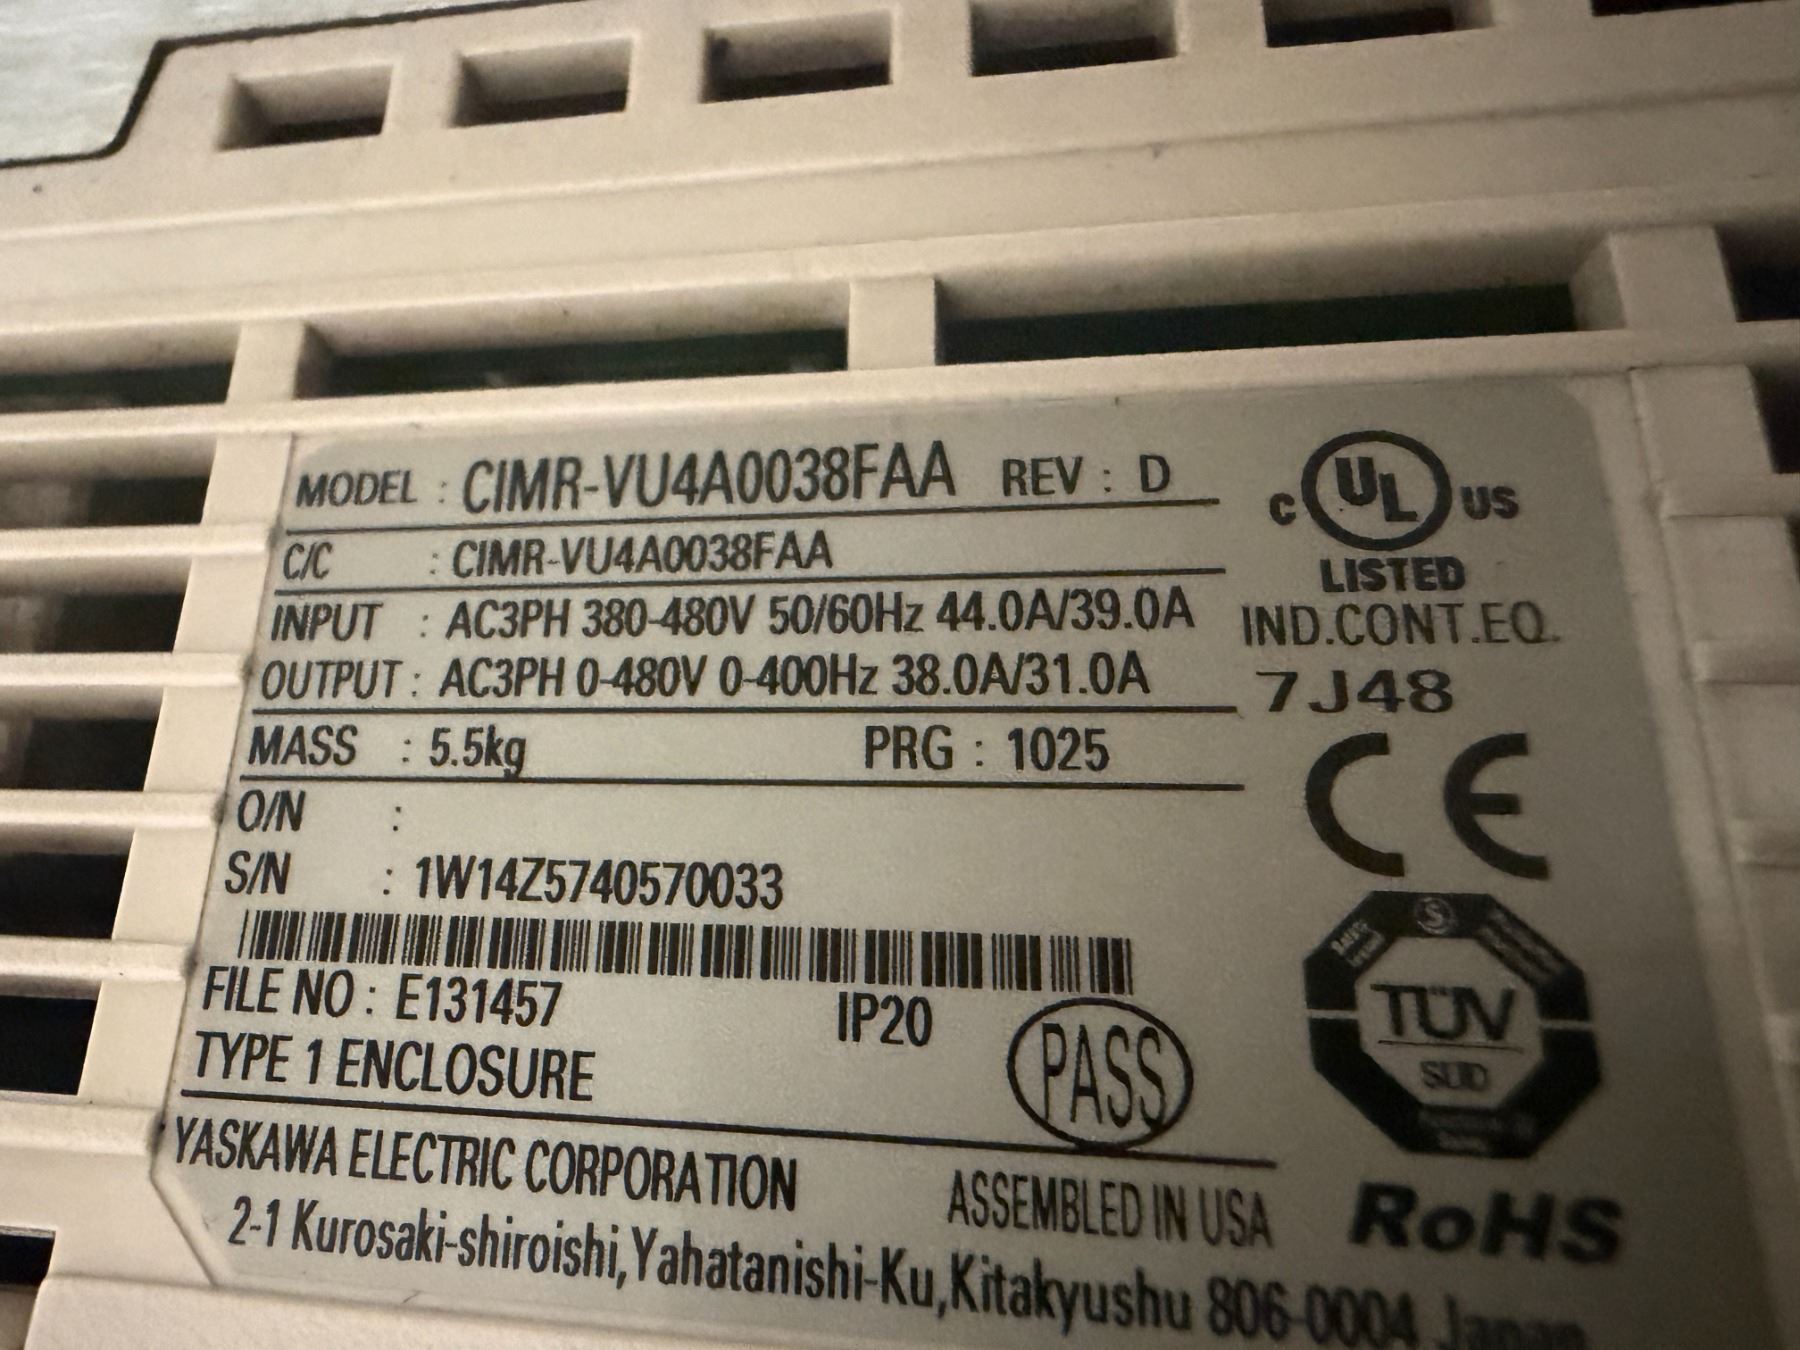 MODEL : CIMR-VU4A0038FAA REV : D
C/C : CIMR-VU4A0038FAA
INPUT : AC3PH 380-480V 50/60Hz 44.0A/39.0A
OUTPUT : AC3PH 0-480V 0-400Hz 38.0A/31.0A
MASS : 5.5kg PRG : 1025
O/N :
S/N : 1W14Z5740570033
FILE NO : E131457 IP20
TYPE 1 ENCLOSURE
PASS
YASKAWA ELECTRIC CORPORATION ASSEMBLED IN USA
2-1 Kurosaki-shiroishi,Yahatanishi-Ku,Kitakyushu 806-0004 Japan
C UL US
LISTED
IND.CONT.EQ.
7J48
CE
TÜV
SÜD
RoHS